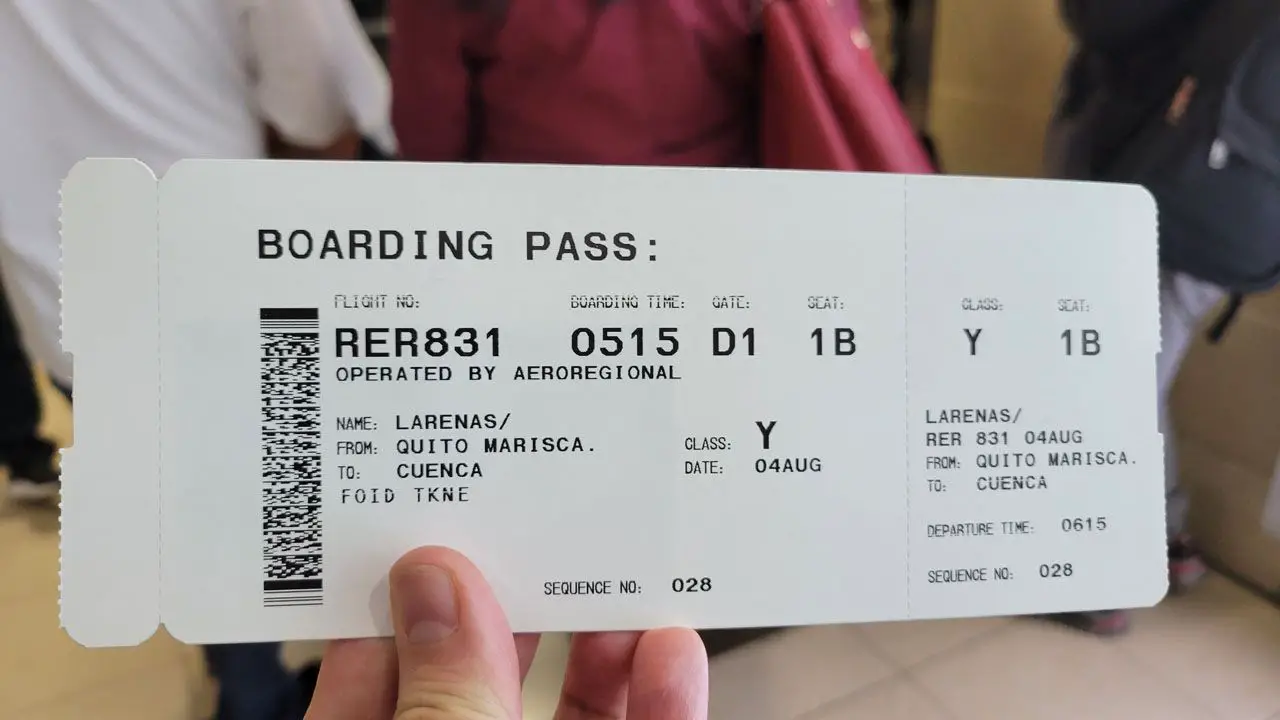 BOARDING PASS:
FLIGHT NO: BOARDING TIME: GATE: SEAT:
RER831 0515 D1 1B
OPERATED BY AEROREGIONAL
NAME: LARENAS/
FROM: QUITO MARISCA.
TO: CUENCA
FOID TKNE
CLASS: Y
DATE: 04AUG
SEQUENCE NO: 028
CLASS: SEAT:
Y 1B
LARENAS/
RER 831 04AUG
FROM: QUITO MARISCA.
TO: CUENCA
DEPARTURE TIME: 0615
SEQUENCE NO: 028